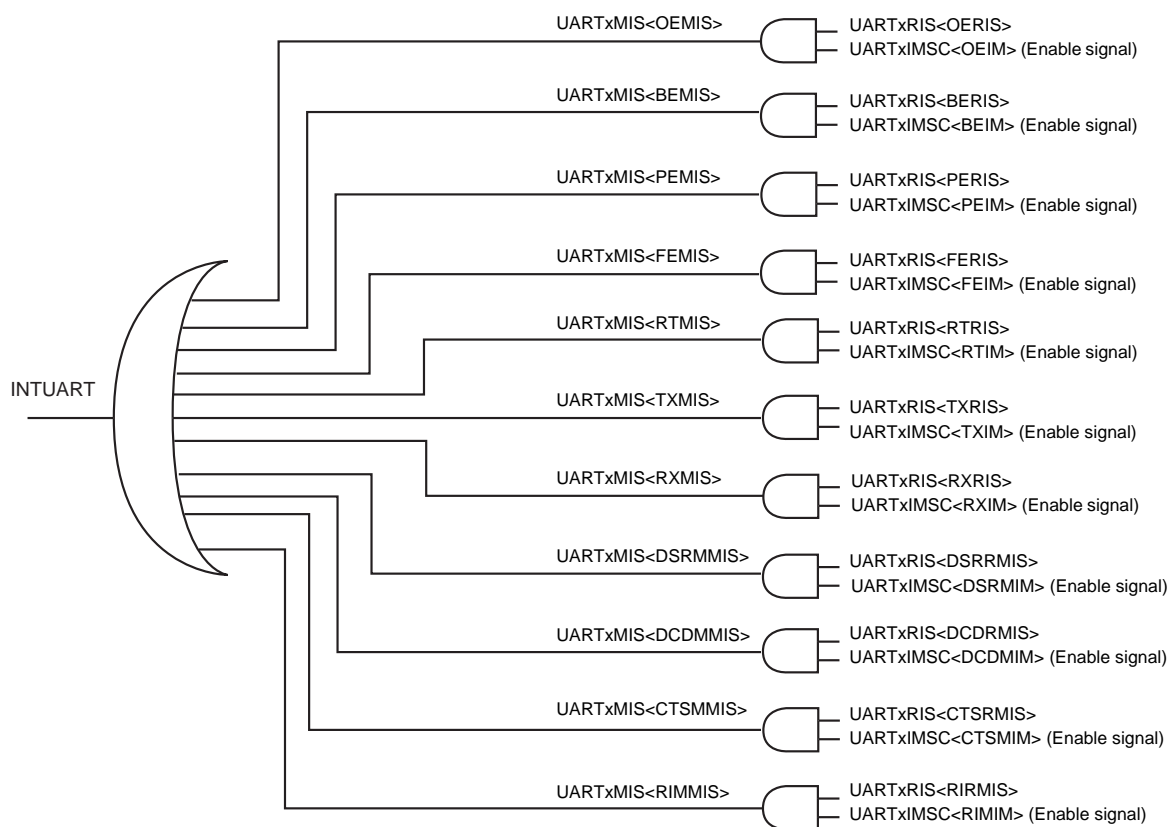 UARTxMIS<OEMIS>
UARTxRIS<OERIS>
UARTxIMSC<OEIM> (Enable signal)
UARTxMIS<BEMIS>
UARTxRIS<BERIS>
UARTxIMSC<BEIM> (Enable signal)
UARTxMIS<PEMIS>
UARTxRIS<PERIS>
UARTxIMSC<PEIM> (Enable signal)
UARTxMIS<FEMIS>
UARTxRIS<FERIS>
UARTxIMSC<FEIM> (Enable signal)
UARTxMIS<RTMIS>
UARTxRIS<RTRIS>
UARTxIMSC<RTIM> (Enable signal)
INTUART
UARTxMIS<TXMIS>
UARTxRIS<TXRIS>
UARTxIMSC<TXIM> (Enable signal)
UARTxMIS<RXMIS>
UARTxRIS<RXRIS>
UARTxIMSC<RXIM> (Enable signal)
UARTxMIS<DSRMMIS>
UARTxRIS<DSRRMIS>
UARTxIMSC<DSRMIM> (Enable signal)
UARTxMIS<DCDMMIS>
UARTxRIS<DCDRMIS>
UARTxIMSC<DCDMIM> (Enable signal)
UARTxMIS<CTSMMIS>
UARTxRIS<CTSRMIS>
UARTxIMSC<CTSMIM> (Enable signal)
UARTxMIS<RIMMIS>
UARTxRIS<RIRMIS>
UARTxIMSC<RIMIM> (Enable signal)